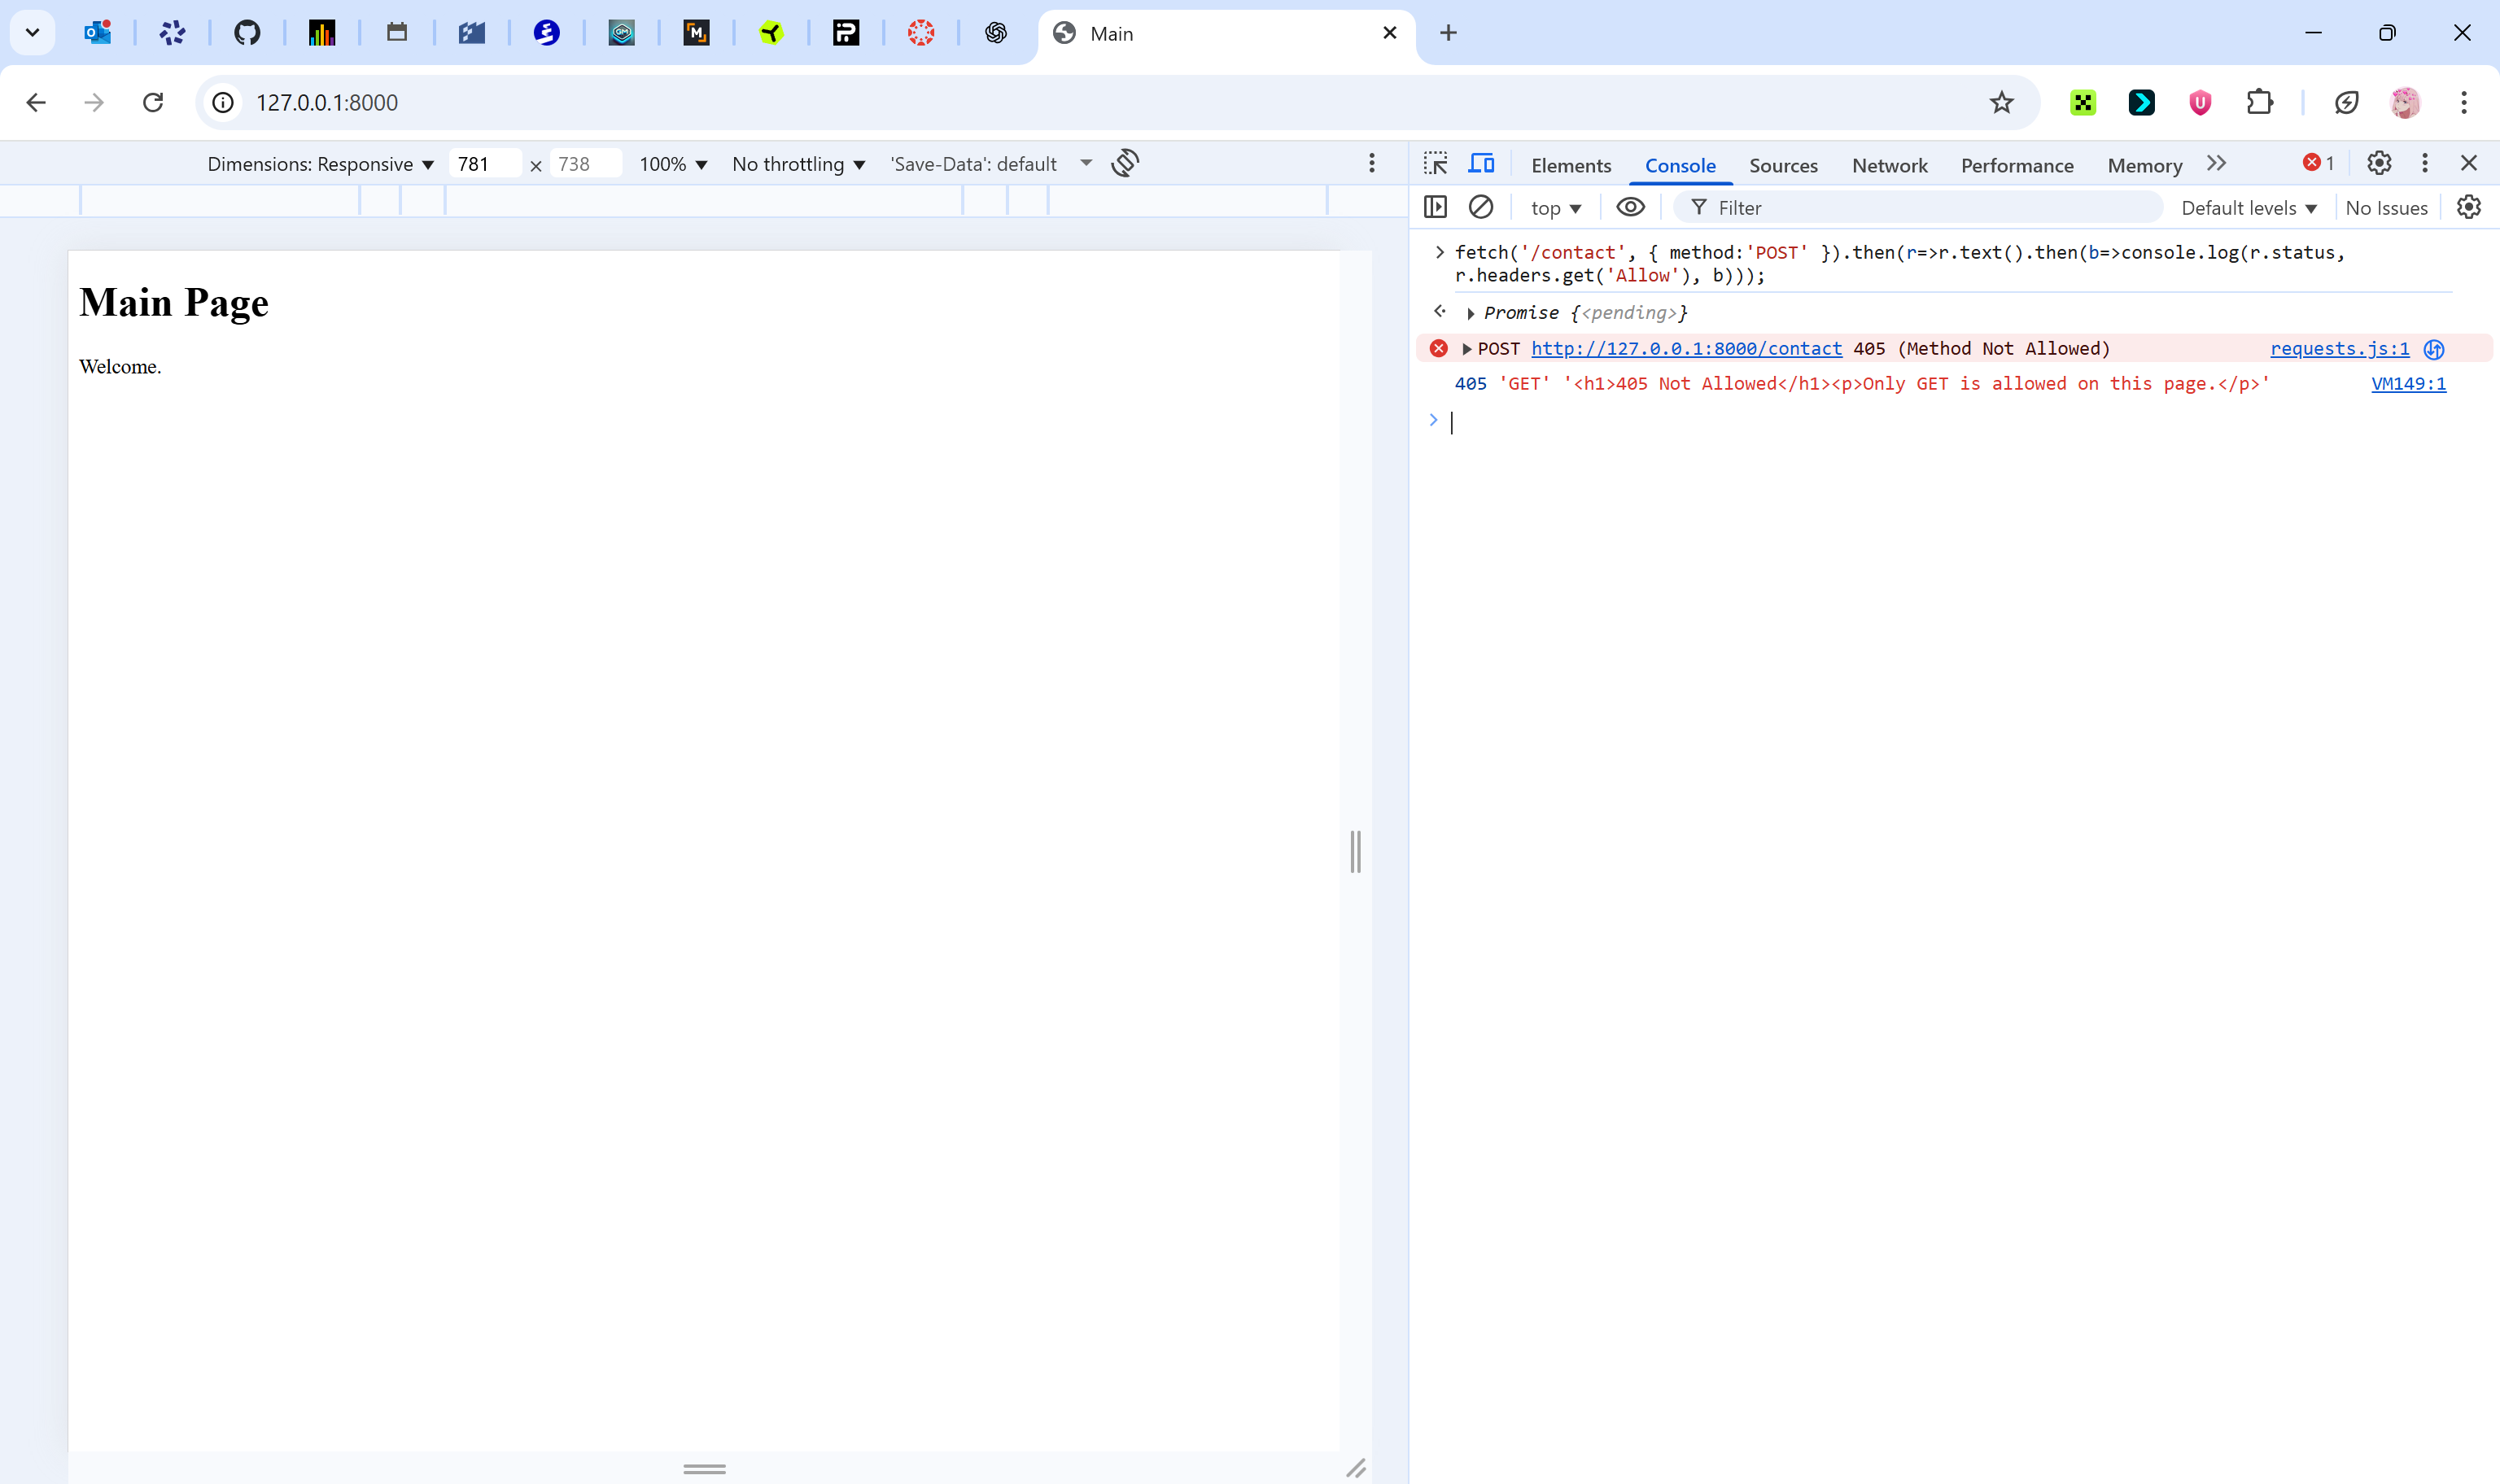 Main
127.0.0.1:8000
Dimensions: Responsive 781 × 738 100% No throttling 'Save-Data': default
Elements Console Sources Network Performance Memory 1
top Filter Default levels No Issues
Main Page
Welcome.
fetch('/contact', { method:'POST' }).then(r=>r.text().then(b=>console.log(r.status,
r.headers.get('Allow'), b)));
Promise {<pending>}
POST http://127.0.0.1:8000/contact 405 (Method Not Allowed) requests.js:1
405 'GET' '<h1>405 Not Allowed</h1><p>Only GET is allowed on this page.</p>' VM149:1